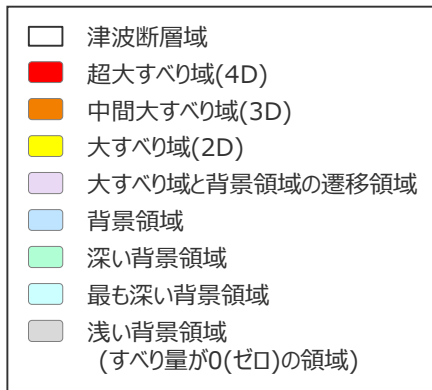 津波断層域
超大すべり域(4D)
中間大すべり域(3D)
大すべり域(2D)
大すべり域と背景領域の遷移領域
背景領域
深い背景領域
最も深い背景領域
浅い背景領域
(すべり量が0(ゼロ)の領域)